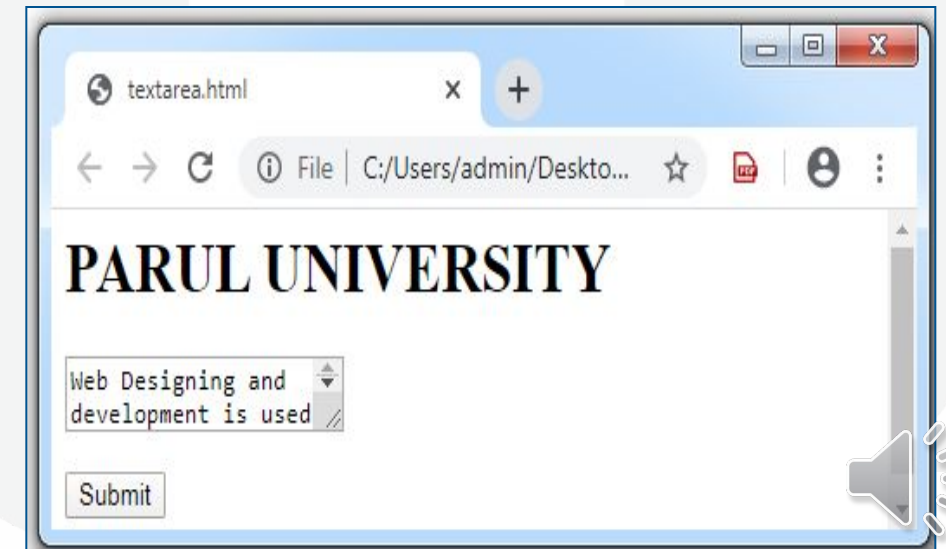 textarea.html
File | C:/Users/admin/Deskto...
PARUL UNIVERSITY
Web Designing and
development is used
Submit